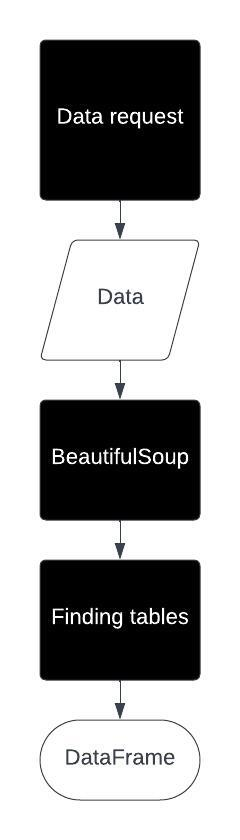 Data request
Data
BeautifulSoup
Finding tables
DataFrame